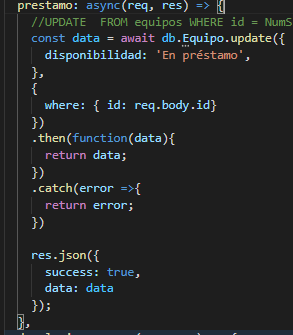 prestamo: async(req, res) => {
//UPDATE FROM equipos WHERE id = NumS
const data = await db.Equipo.update({
disponibilidad: 'En préstamo',
},
{
where: { id: req.body.id}
})
.then(function(data){
return data;
})
.catch(error =>{
return error;
})
res.json({
success: true,
data: data
});
},